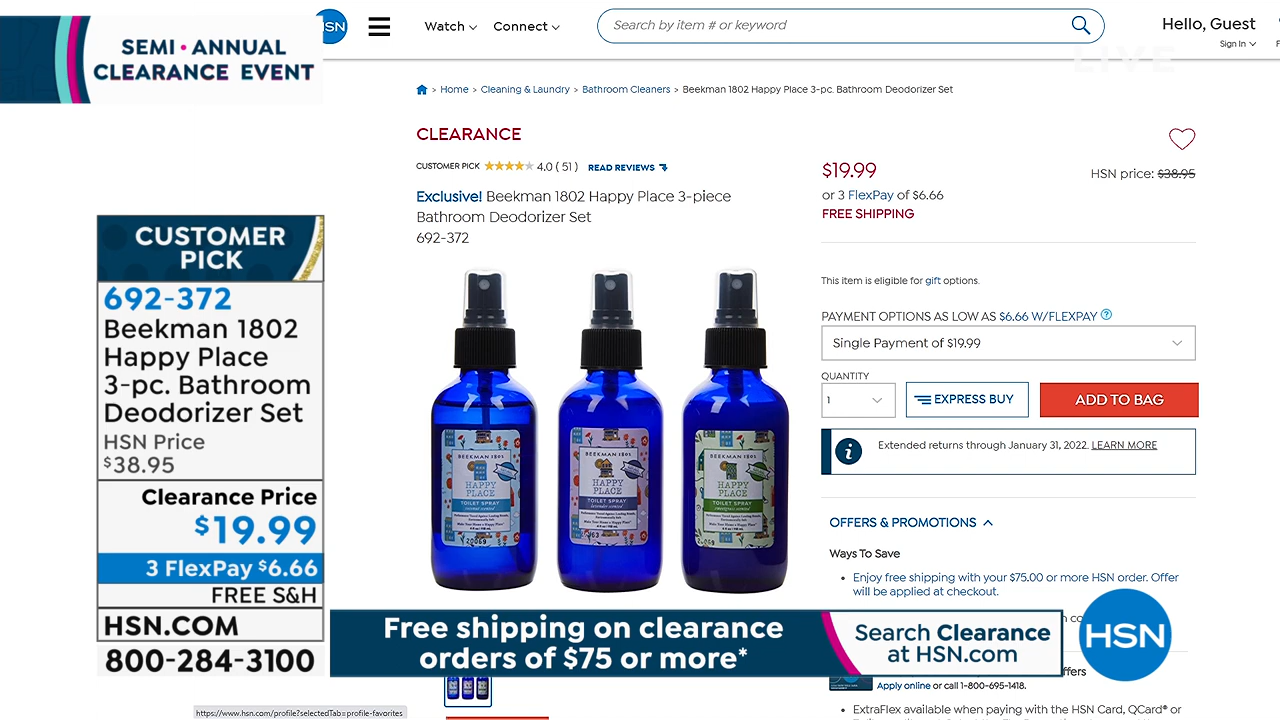 SEMI • ANNUAL
CLEARANCE EVENT
HSN
Watch
Connect
Search by item # or keyword
Hello, Guest
Sign In
LIVE
Home > Cleaning & Laundry > Bathroom Cleaners > Beekman 1802 Happy Place 3-pc. Bathroom Deodorizer Set
CLEARANCE
CUSTOMER PICK 4.0 ( 51 ) READ REVIEWS
Exclusive! Beekman 1802 Happy Place 3-piece
Bathroom Deodorizer Set
692-372
$19.99
HSN price: $38.95
or 3 FlexPay of $6.66
FREE SHIPPING
This item is eligible for gift options.
PAYMENT OPTIONS AS LOW AS $6.66 W/FLEXPAY ?
Single Payment of $19.99
QUANTITY
1
EXPRESS BUY
ADD TO BAG
i
Extended returns through January 31, 2022. LEARN MORE
OFFERS & PROMOTIONS
Ways To Save
• Enjoy free shipping with your $75.00 or more HSN order. Offer
will be applied at checkout.
Apply online or call 1-800-695-1418.
• ExtraFlex available when paying with the HSN Card, QCard® or
BEEKMAN 1802
HAPPY
PLACE
TOILET SPRAY
coconut scented
BEEKMAN 1802
HAPPY
PLACE
TOILET SPRAY
lavender scented
BEEKMAN 1802
HAPPY
PLACE
TOILET SPRAY
sweetgrass scented
CUSTOMER
PICK
692-372
Beekman 1802
Happy Place
3-pc. Bathroom
Deodorizer Set
HSN Price
$38.95
Clearance Price
$19.99
3 FlexPay $6.66
FREE S&H
HSN.COM
800-284-3100
Free shipping on clearance
orders of $75 or more*
Search Clearance
at HSN.com
HSN
https://www.hsn.com/profile?selectedTab=profile-favorites